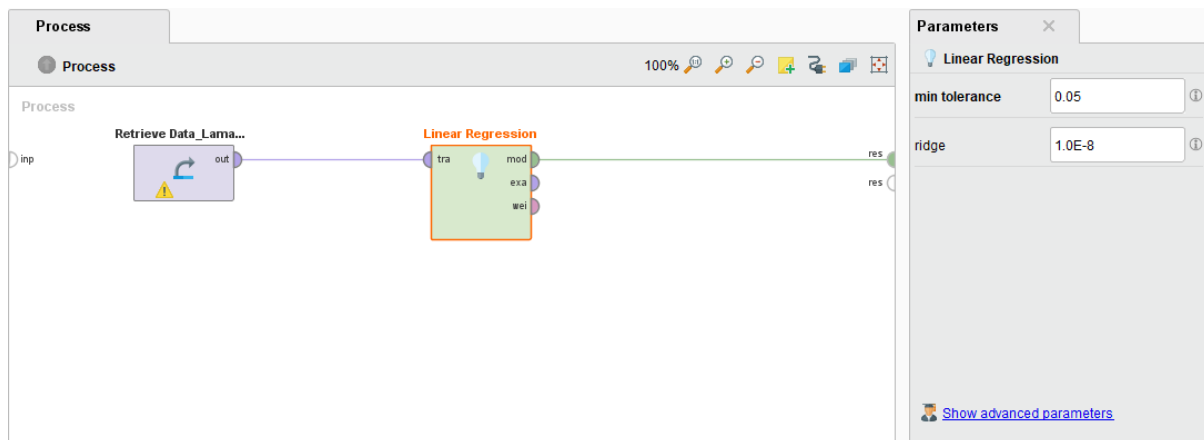 Process
Process
100%
Process
inp
Retrieve Data_Lama...
out
Linear Regression
tra
mod
exa
wei
res
res
Parameters
Linear Regression
min tolerance
0.05
ridge
1.0E-8
Show advanced parameters